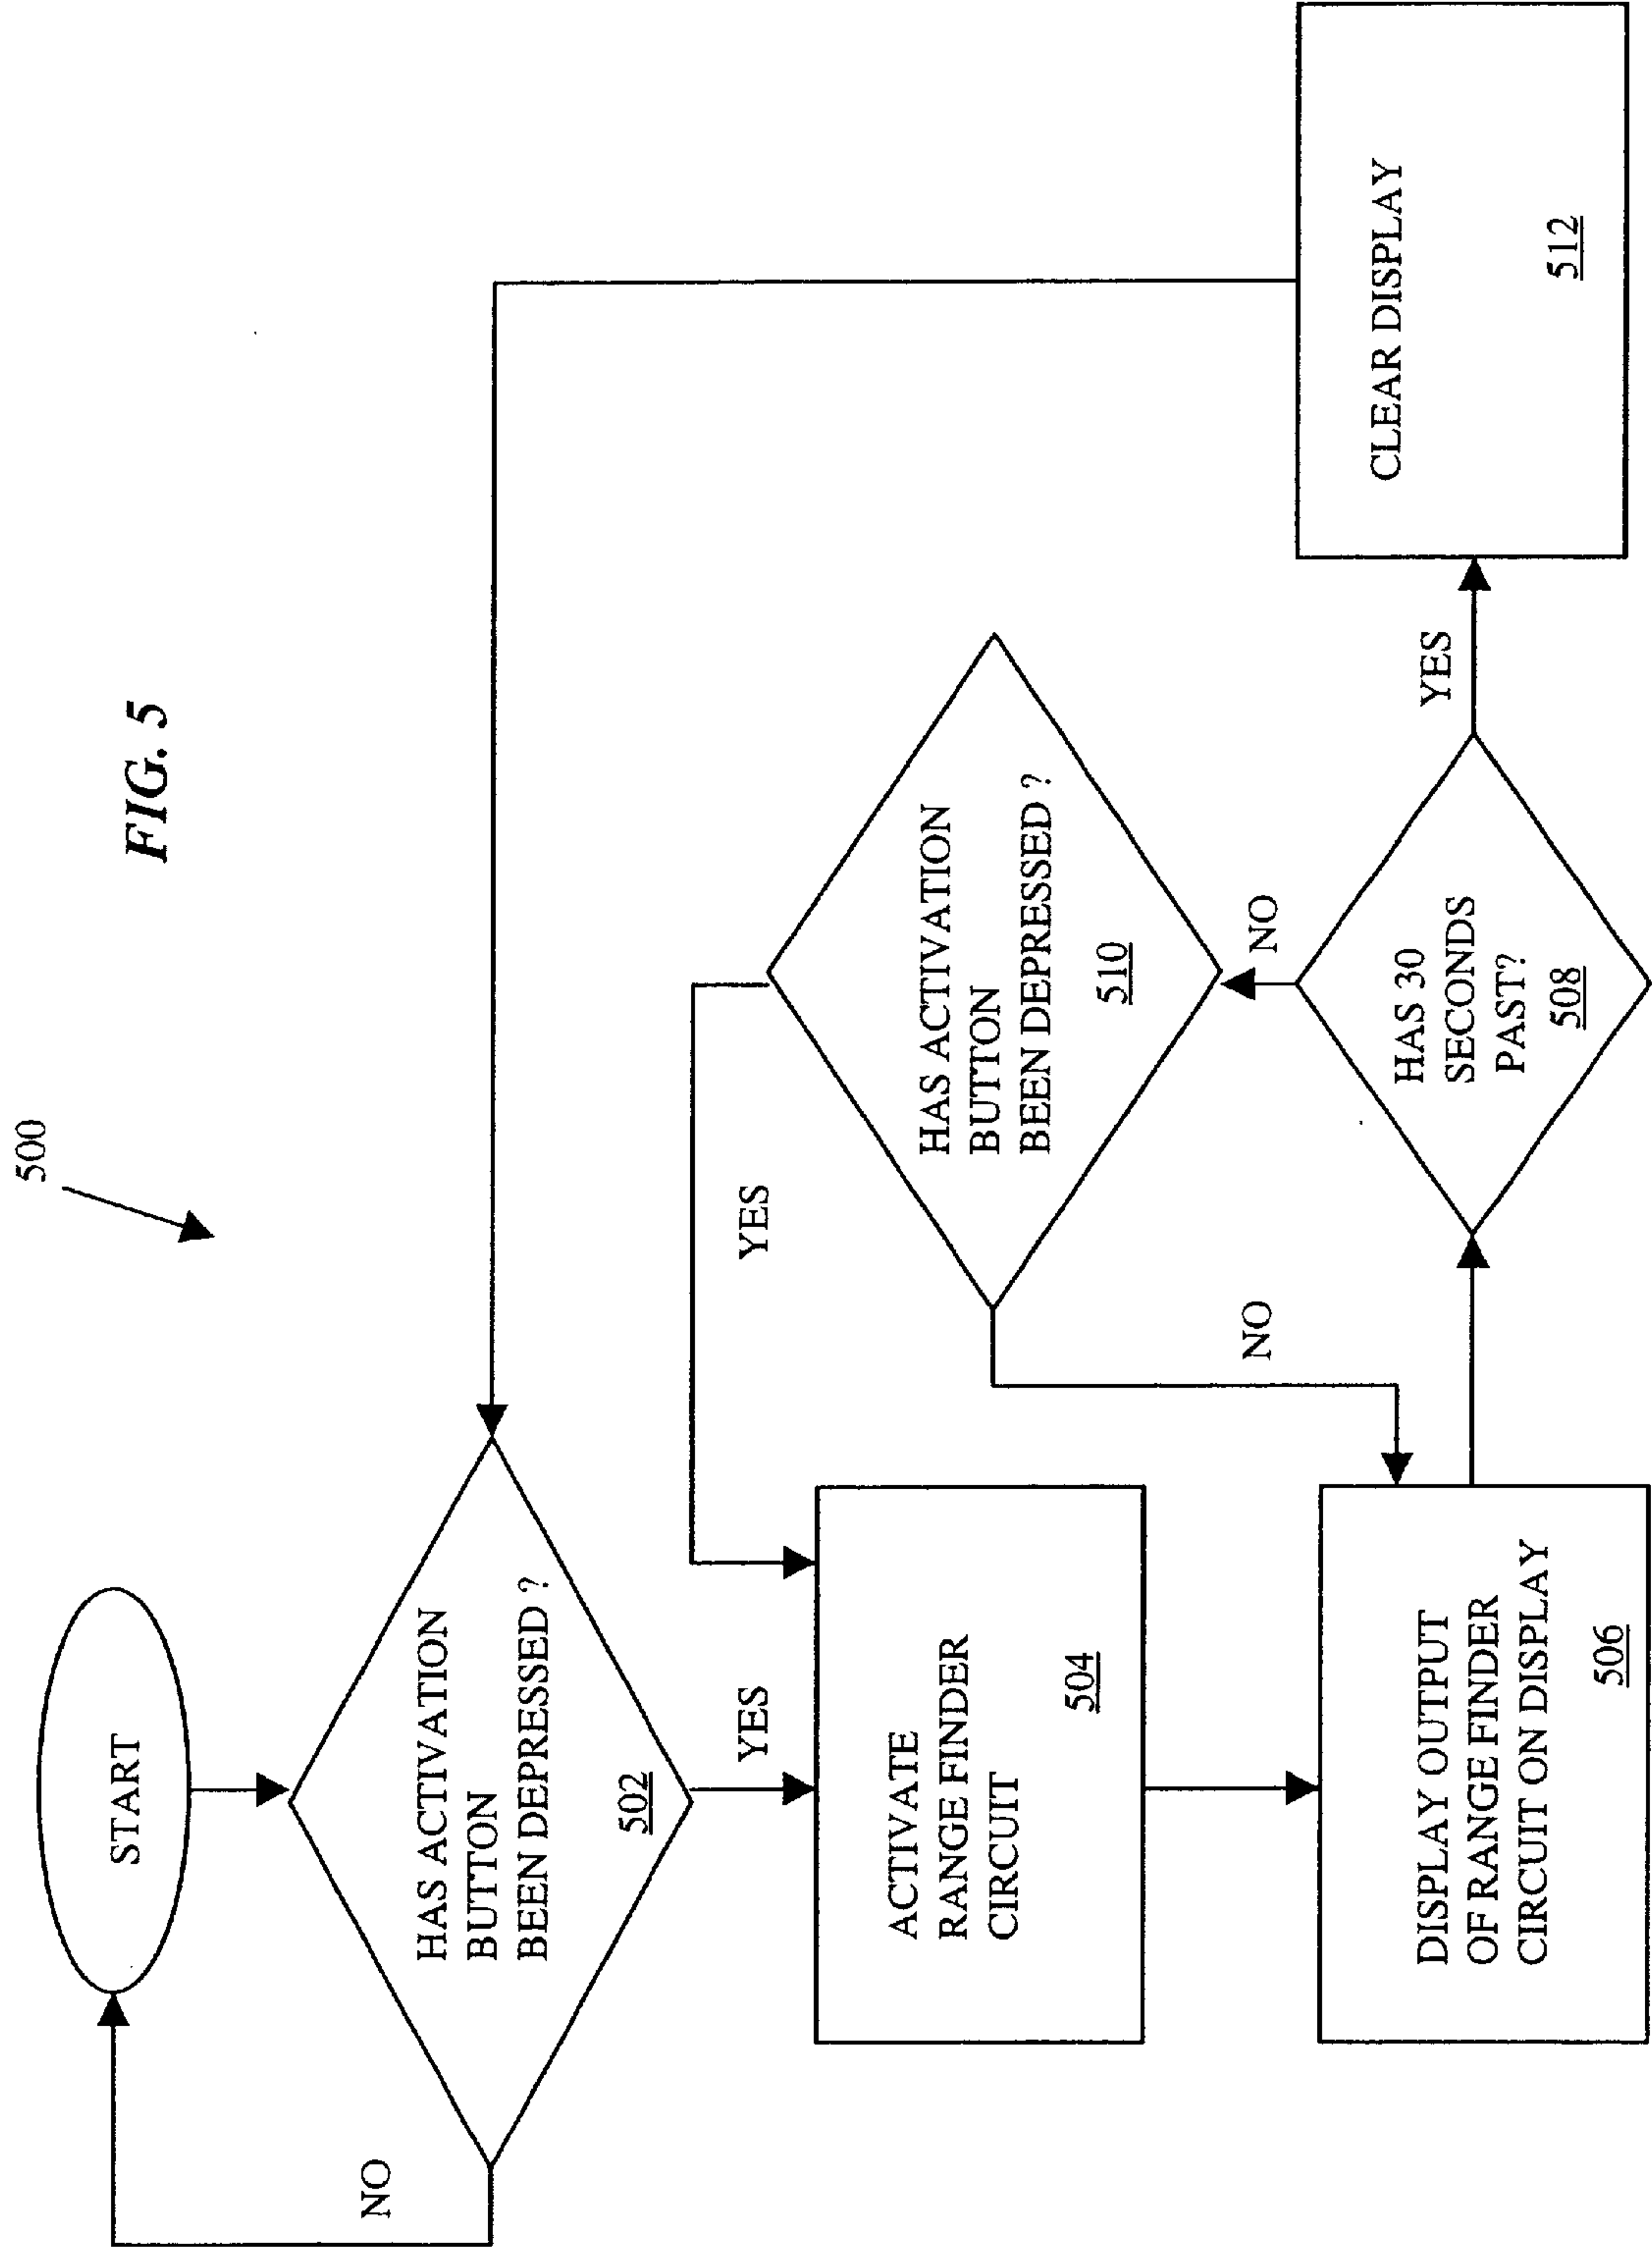 500
FIG. 5
START
NO
HAS ACTIVATION
BUTTON
BEEN DEPRESSED ?
502
YES
ACTIVATE
RANGE FINDER
CIRCUIT
504
YES
HAS ACTIVATION
BUTTON
BEEN DEPRESSED ?
510
NO
NO
DISPLAY OUTPUT
OF RANGE FINDER
CIRCUIT ON DISPLAY
506
HAS 30
SECONDS
PAST?
508
YES
CLEAR DISPLAY
512